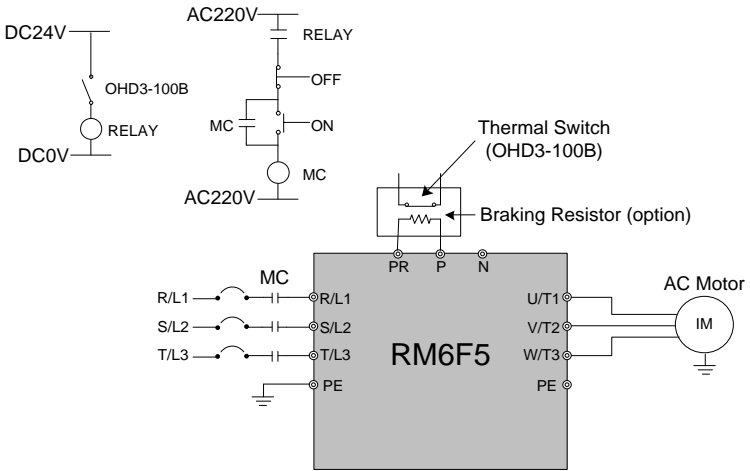 DC24V
OHD3-100B
RELAY
DC0V
AC220V
RELAY
OFF
MC
ON
MC
AC220V
Thermal Switch
(OHD3-100B)
Braking Resistor (option)
PR
P
N
MC
R/L1
R/L1
S/L2
S/L2
T/L3
T/L3
PE
RM6F5
U/T1
V/T2
W/T3
PE
AC Motor
IM